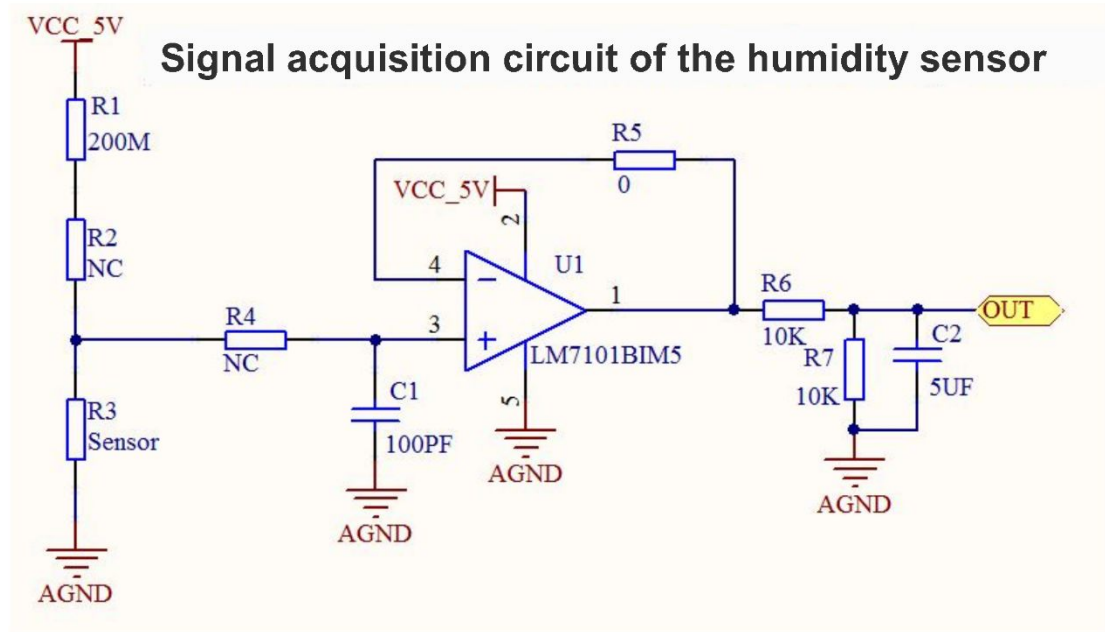 VCC_5V
Signal acquisition circuit of the humidity sensor
R1
200M
R2
NC
R3
Sensor
AGND
R4
NC
C1
100PF
AGND
R5
0
VCC_5V
2
4
3
U1
1
LM7101BIM5
5
AGND
R6
10K
R7
10K
C2
5UF
AGND
OUT